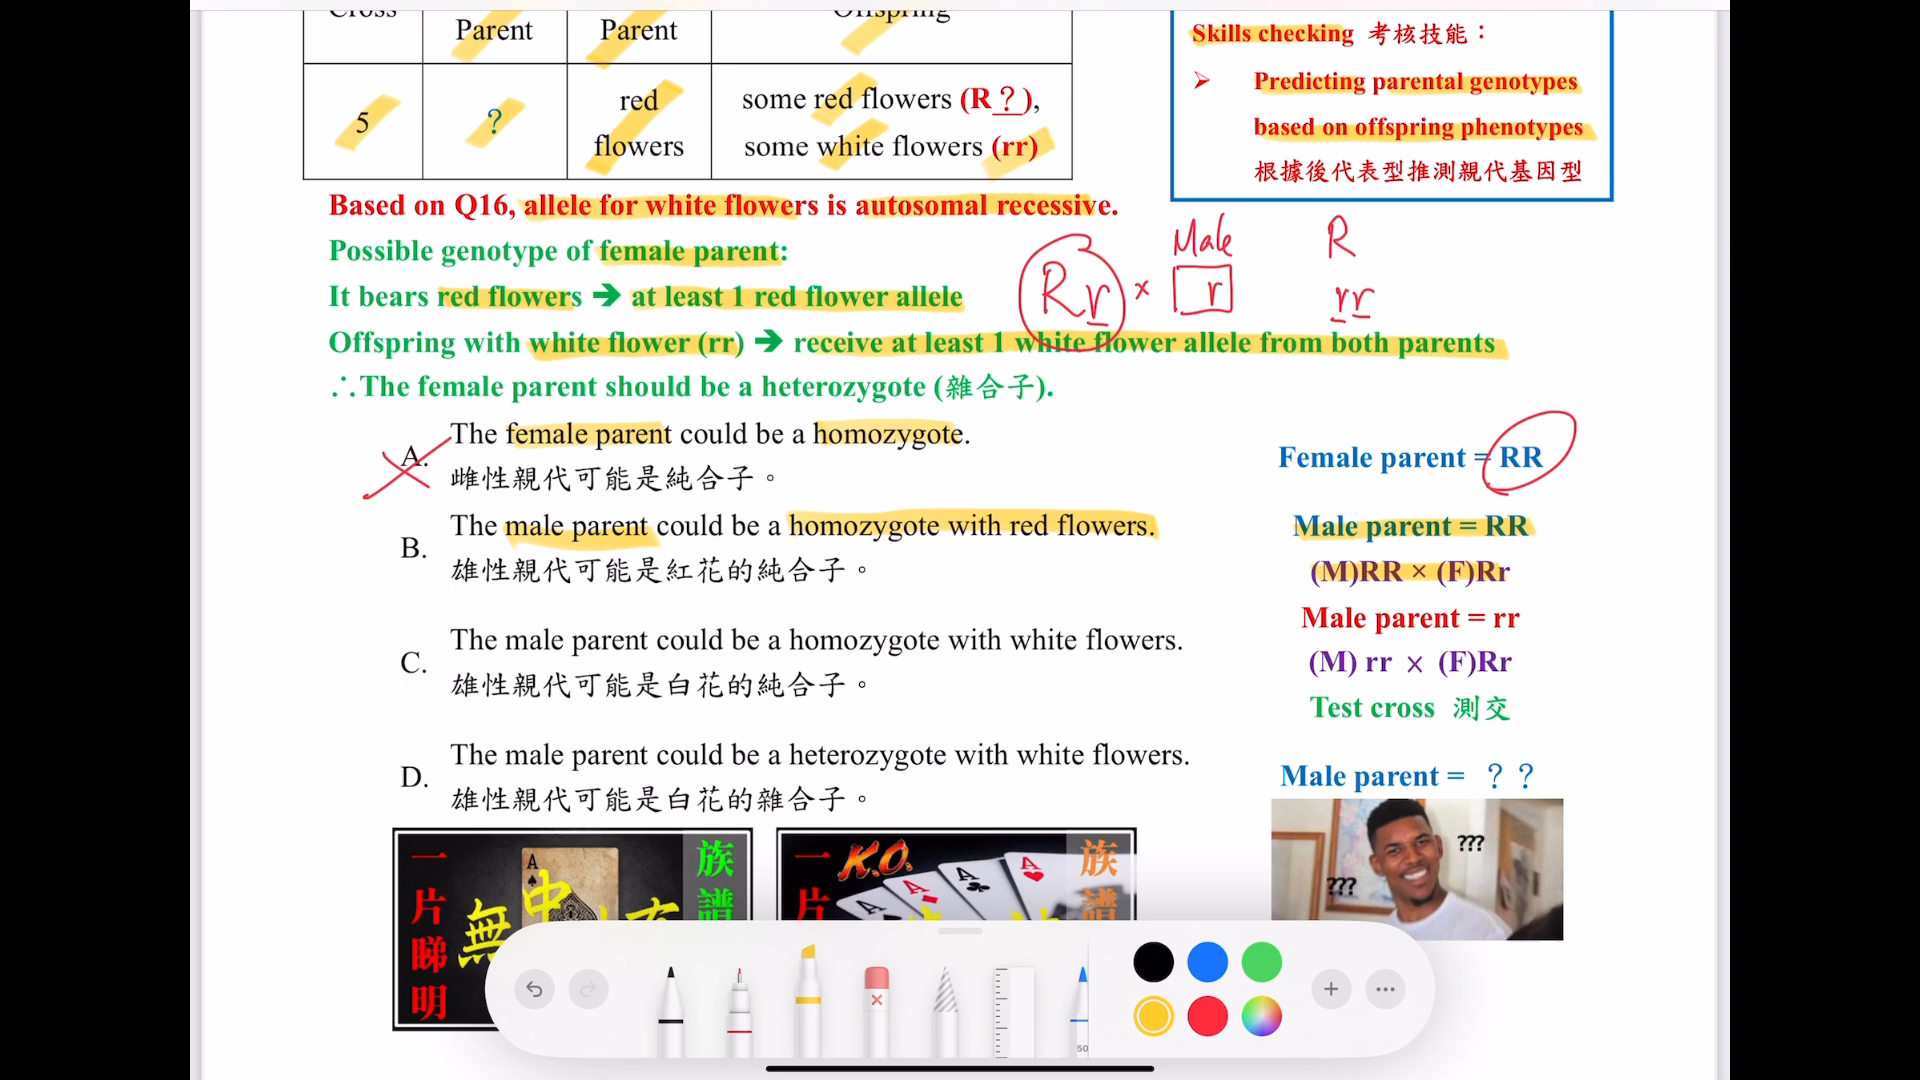 Cross
Parent
Parent
Offspring
5
?
red
flowers
some red flowers (R ? ),
some white flowers (rr)
Skills checking 考核技能：
➢ Predicting parental genotypes
based on offspring phenotypes
根據後代表型推測親代基因型
Based on Q16, allele for white flowers is autosomal recessive.
Possible genotype of female parent:
It bears red flowers ➔ at least 1 red flower allele
Offspring with white flower (rr) ➔ receive at least 1 white flower allele from both parents
∴The female parent should be a heterozygote (雜合子).
Male
R
Rr × r
rr
A. The female parent could be a homozygote.
雌性親代可能是純合子。
Female parent = RR
B. The male parent could be a homozygote with red flowers.
雄性親代可能是紅花的純合子。
Male parent = RR
(M)RR × (F)Rr
C. The male parent could be a homozygote with white flowers.
雄性親代可能是白花的純合子。
Male parent = rr
(M) rr × (F)Rr
Test cross 測交
D. The male parent could be a heterozygote with white flowers.
雄性親代可能是白花的雜合子。
Male parent = ？？
???
???
一片睇明
A
無中
族譜
一片
K.O.
A
A
A
A
族譜
50